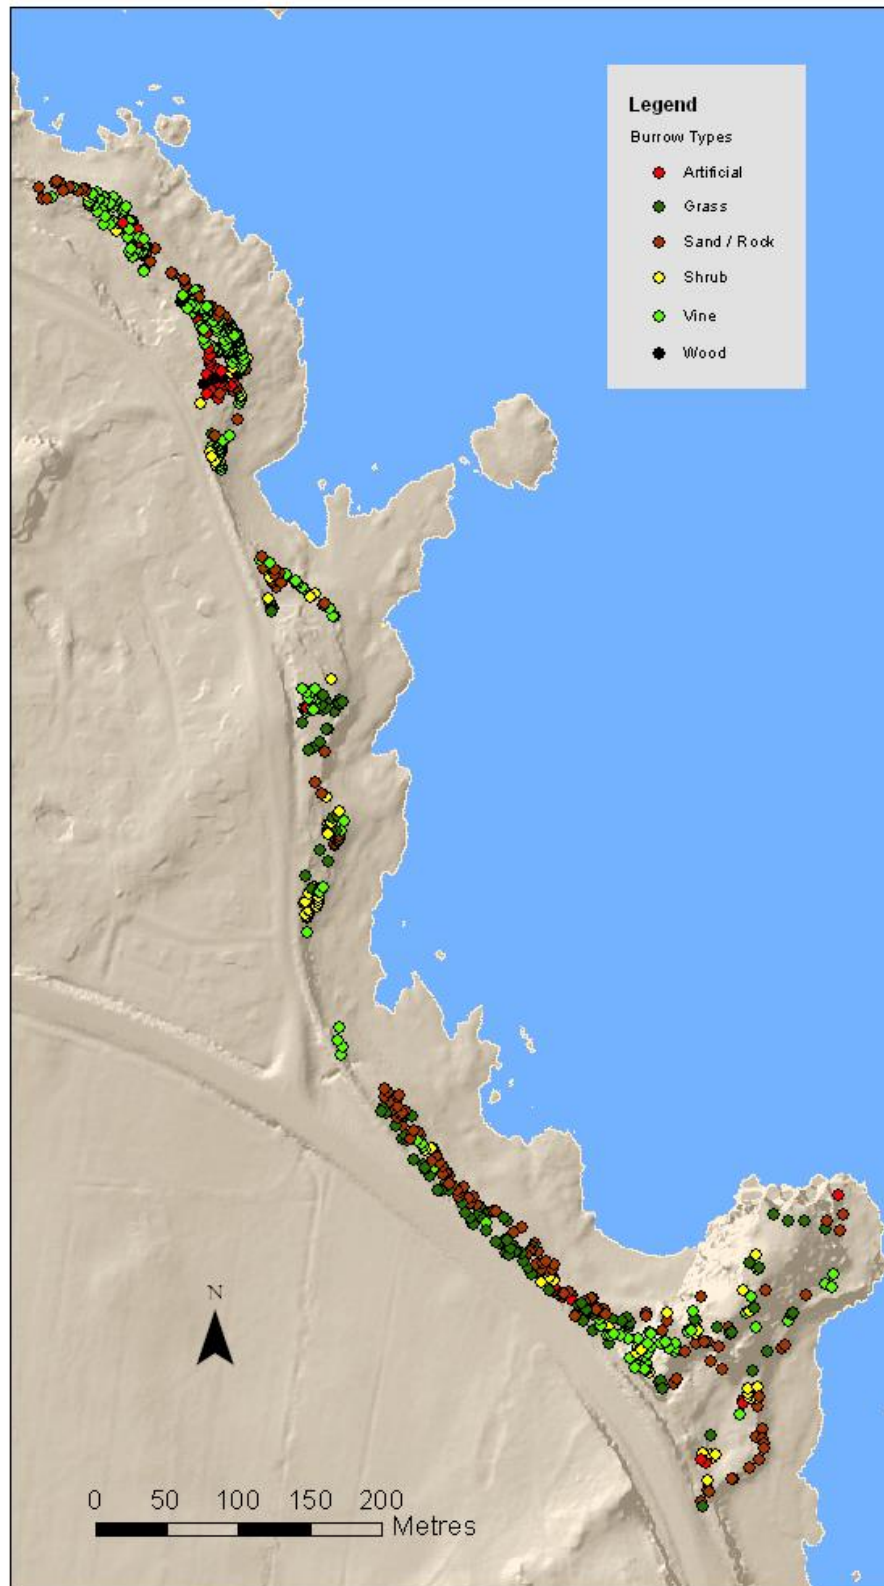 Legend
Burrow Types
Artificial
Grass
Sand / Rock
Shrub
Vine
Wood
N
0 50 100 150 200
Metres